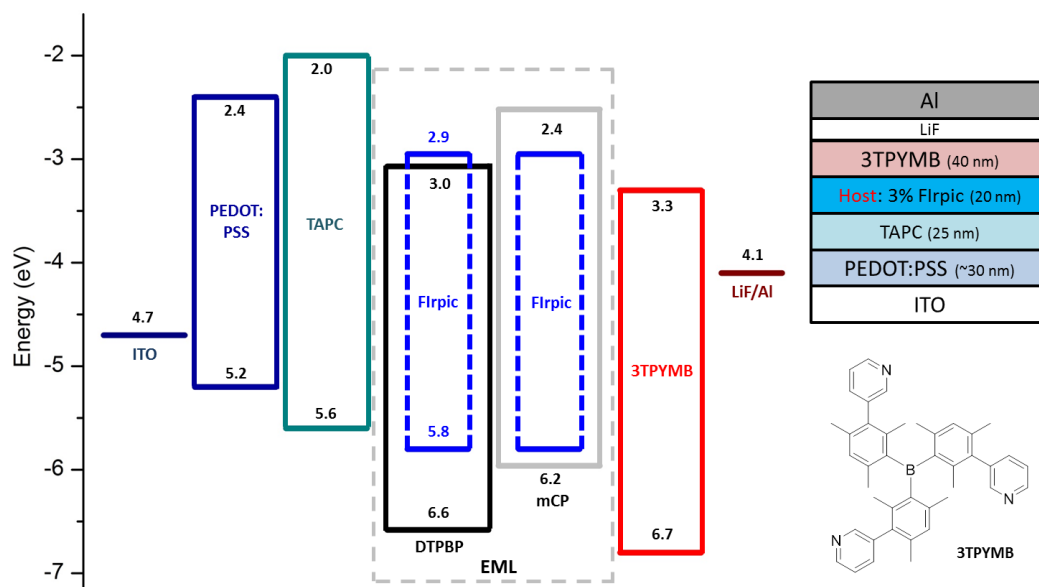 Energy (eV)
-2
-3
-4
-5
-6
-7
4.7
ITO
2.4
PEDOT:
PSS
5.2
2.0
TAPC
5.6
2.9
3.0
FIrpic
5.8
6.6
DTPBP
2.4
FIrpic
6.2
mCP
EML
3.3
3TPYMB
6.7
4.1
LiF/Al
Al
LiF
3TPYMB (40 nm)
Host: 3% FIrpic (20 nm)
TAPC (25 nm)
PEDOT:PSS (~30 nm)
ITO
N
B
N
N
3TPYMB